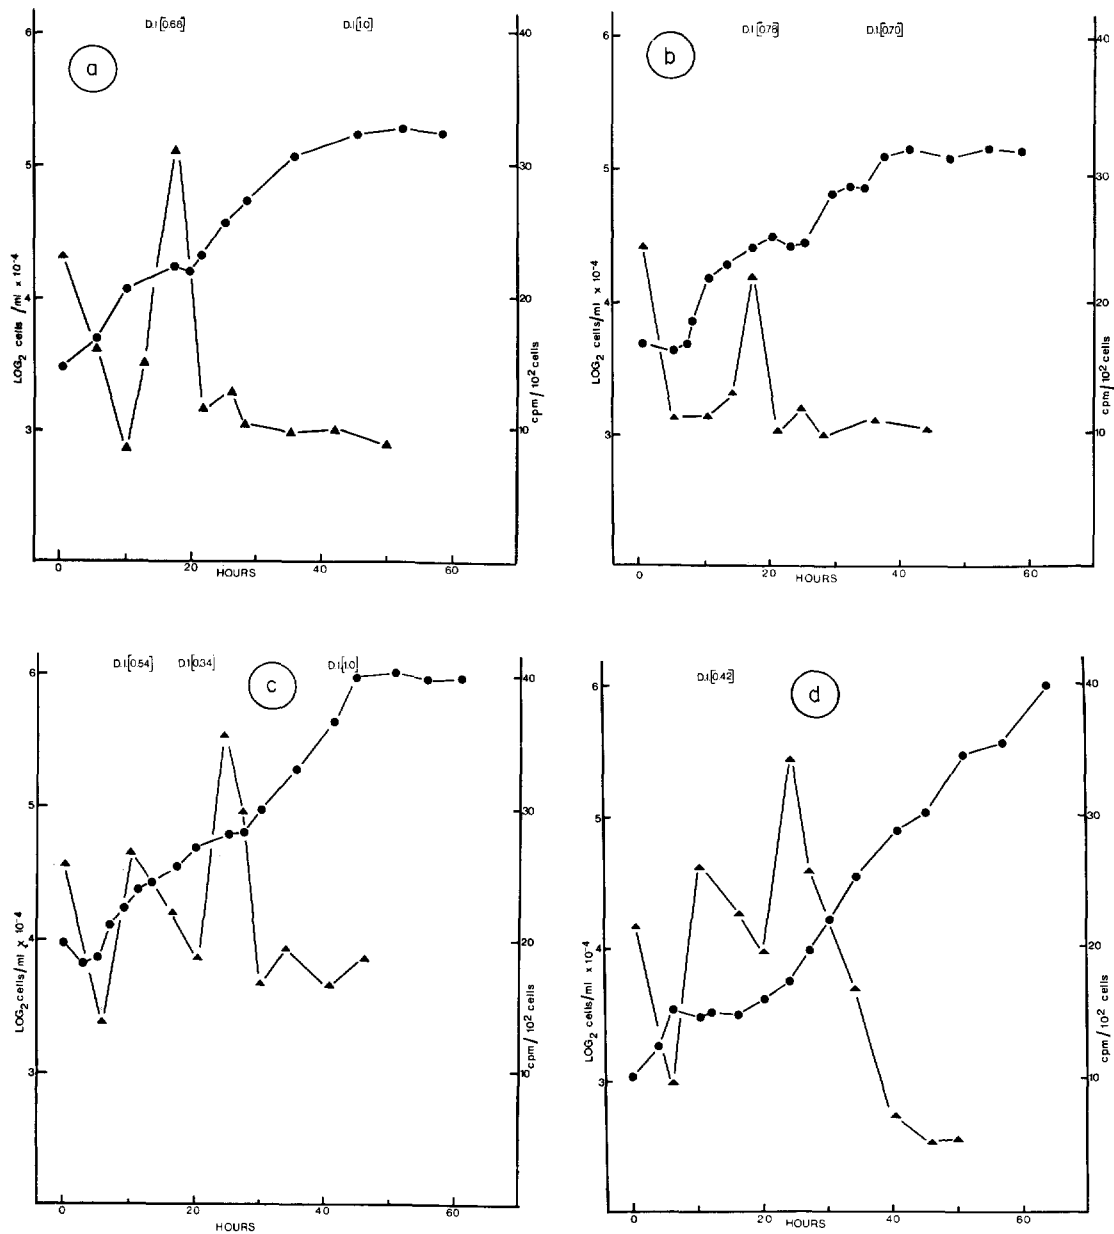 D.I [0.68] D.I [1.0]
a
6
5
4
3
40
30
20
10
LOG2 cells /ml x 10-4
cpm/102 cells
0 20 40 60
HOURS
D.I [0.78] D.I. [0.70]
b
6
5
4
3
40
30
20
10
LOG2 cells/ml x 10-4
cpm/102 cells
0 20 40 60
HOURS
D.I. [0.54] D.I [0.34] D.I. [1.0]
c
6
5
4
3
40
30
20
10
LOG2 cells/ml x 10-4
cpm/102 cells
0 20 40 60
HOURS
D.I [0.42]
d
6
5
4
3
40
30
20
10
LOG2 cells/ml x 10-4
cpm/102 cells
0 20 40 60
HOURS